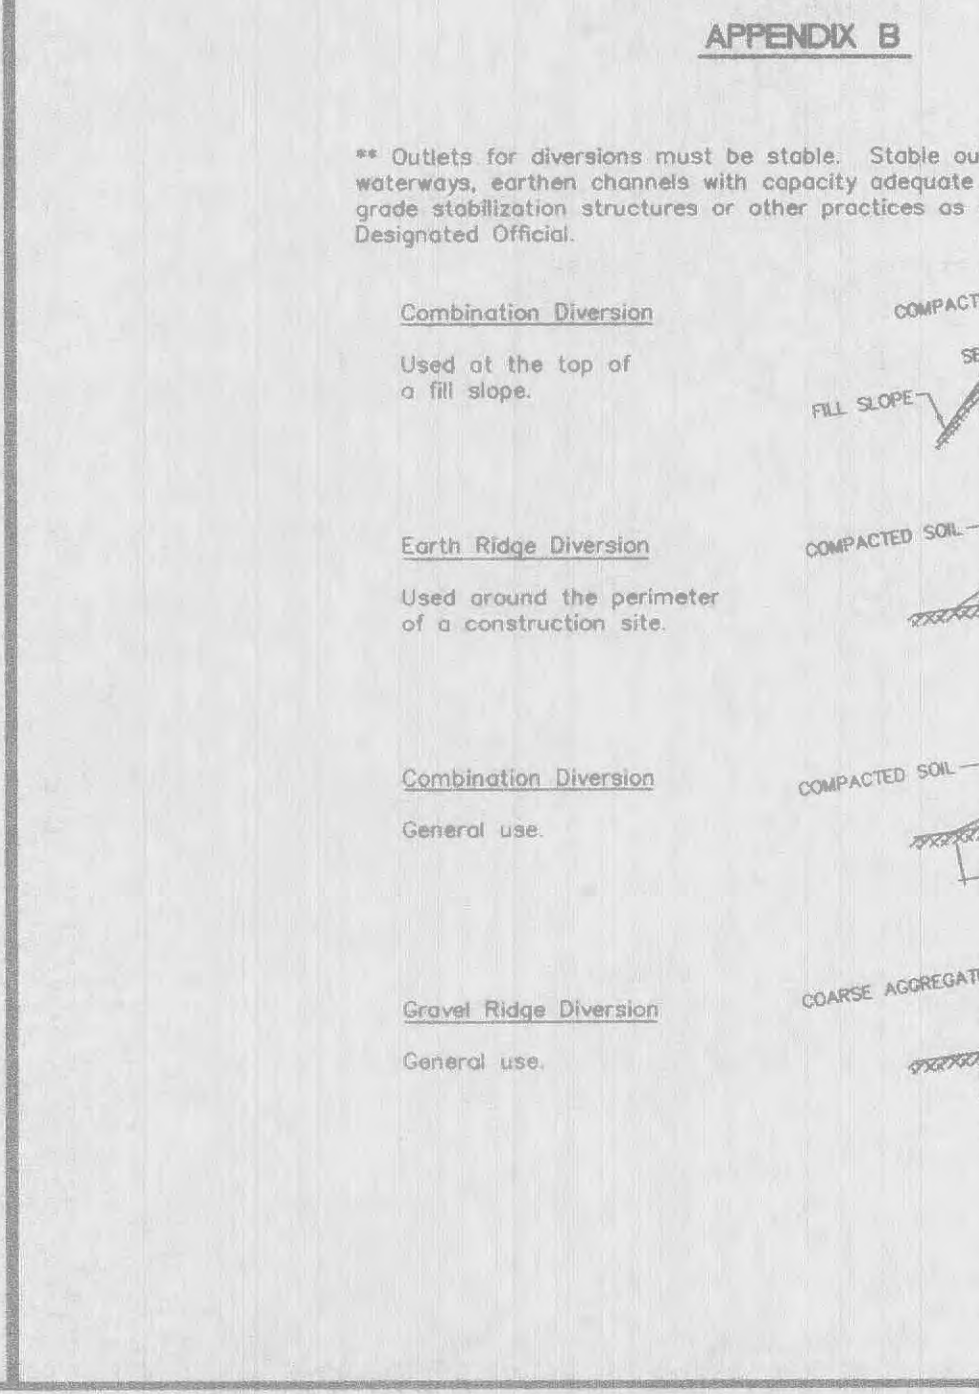 APPENDIX B
** Outlets for diversions must be stable. Stable ou
waterways, earthen channels with capacity adequate
grade stabilization structures or other practices as
Designated Official.
Combination Diversion
COMPACT
Used at the top of
SE
a fill slope.
FILL SLOPE
Earth Ridge Diversion
COMPACTED SOIL
Used around the perimeter
of a construction site.
Combination Diversion
COMPACTED SOIL
General use.
Gravel Ridge Diversion
COARSE AGGREGAT
General use.